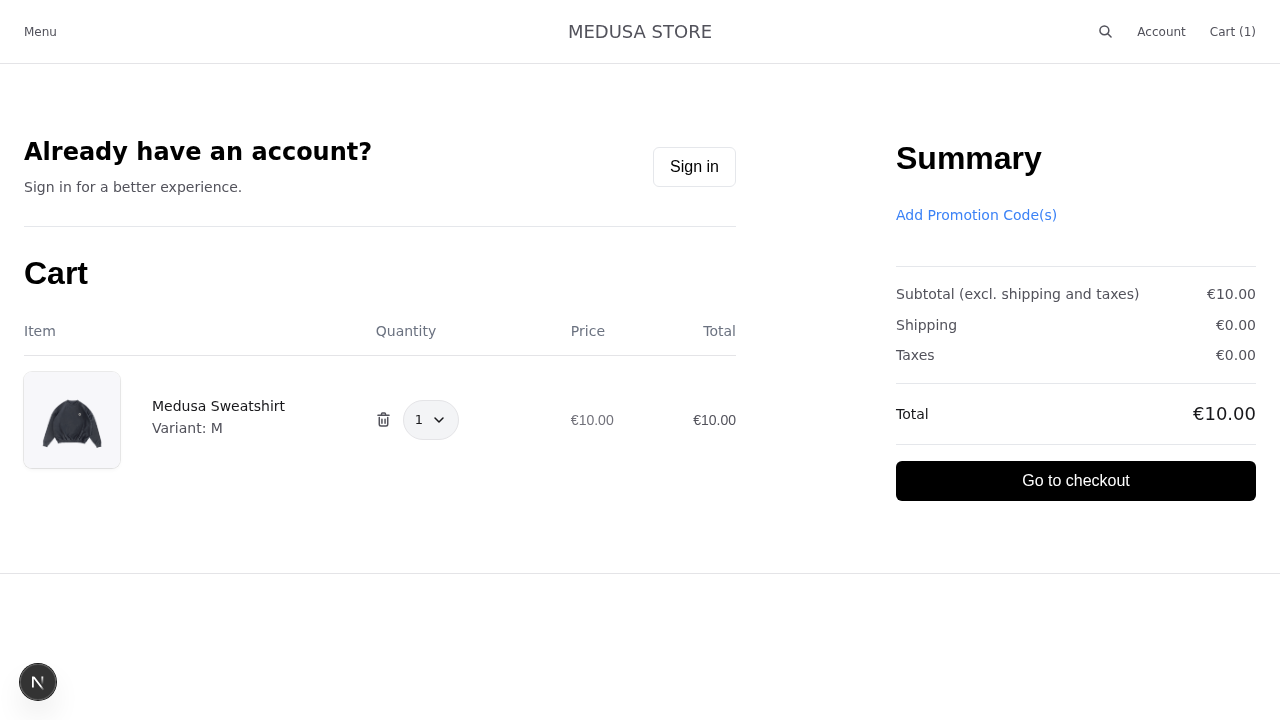 Menu
MEDUSA STORE
Account
Cart (1)
Already have an account?
Sign in for a better experience.
Sign in
Cart
Item
Quantity
Price
Total
Medusa Sweatshirt
Variant: M
1
€10.00
€10.00
Summary
Add Promotion Code(s)
Subtotal (excl. shipping and taxes)
€10.00
Shipping
€0.00
Taxes
€0.00
Total
€10.00
Go to checkout
N